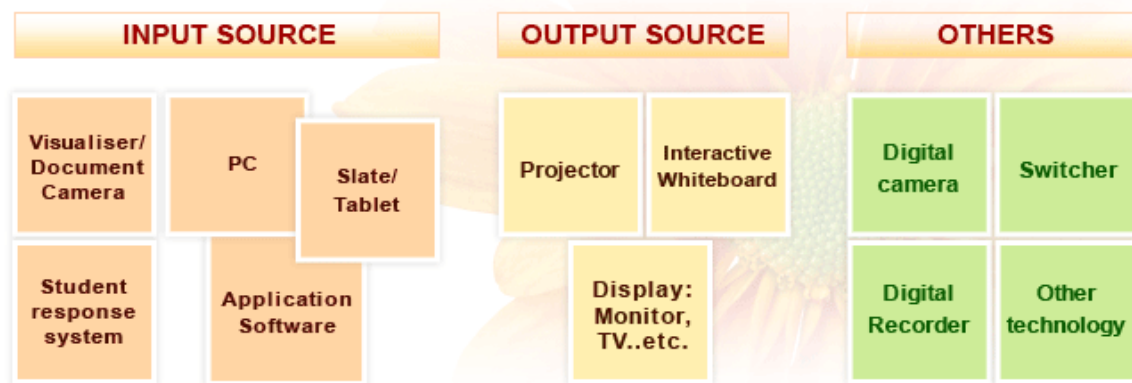 INPUT SOURCE
OUTPUT SOURCE
OTHERS
Visualiser/
Document
Camera
PC
Slate/
Tablet
Student
response
system
Application
Software
Projector
Interactive
Whiteboard
Display:
Monitor,
TV..etc.
Digital
camera
Switcher
Digital
Recorder
Other
technology